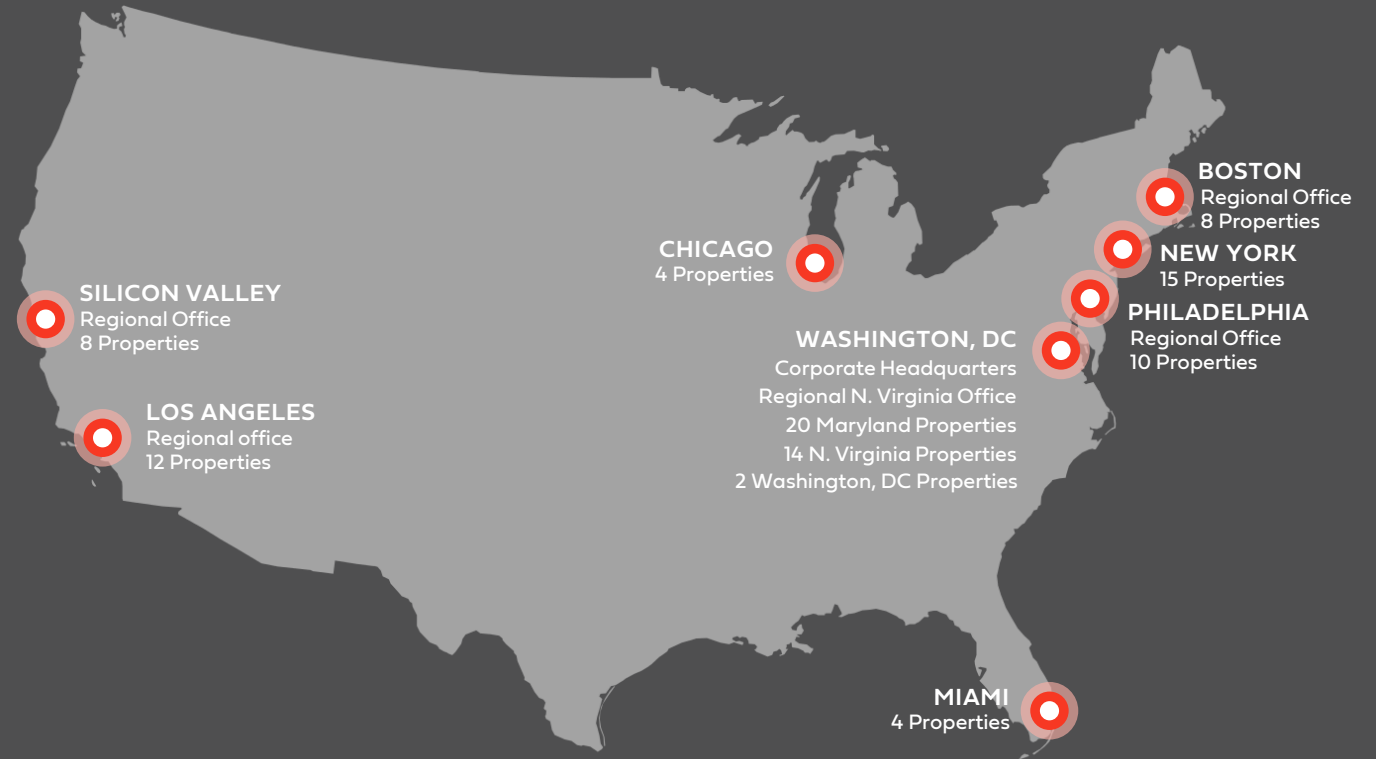 BOSTON
Regional Office
8 Properties
CHICAGO
4 Properties
NEW YORK
15 Properties
SILICON VALLEY
Regional Office
8 Properties
PHILADELPHIA
Regional Office
10 Properties
WASHINGTON, DC
Corporate Headquarters
Regional N. Virginia Office
20 Maryland Properties
14 N. Virginia Properties
2 Washington, DC Properties
LOS ANGELES
Regional office
12 Properties
MIAMI
4 Properties